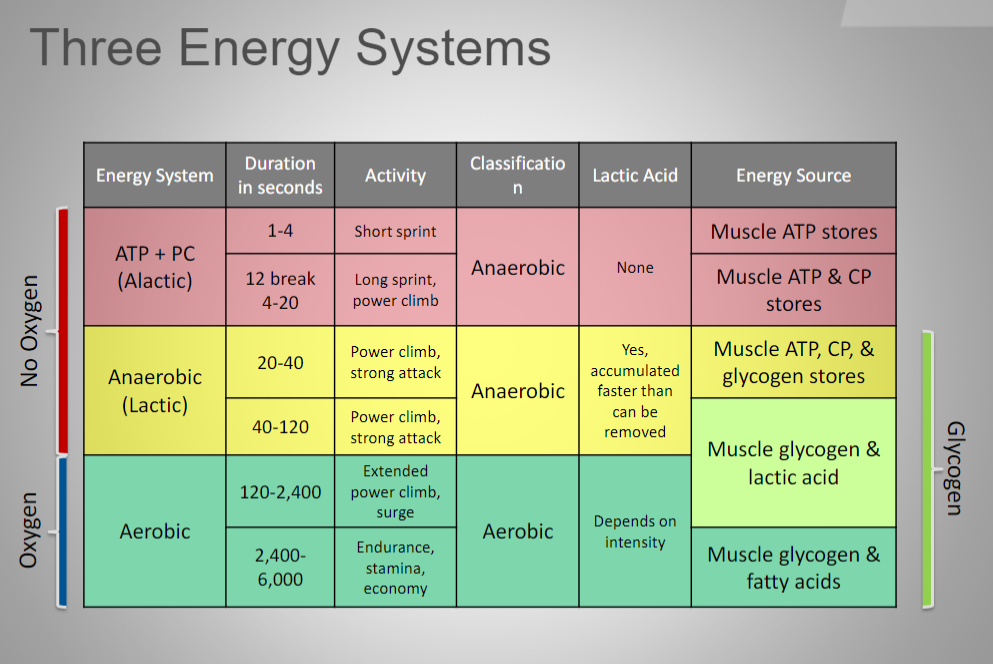 Three Energy Systems
Energy System
Duration
in seconds
Activity
Classificatio
n
Lactic Acid
Energy Source
No Oxygen
ATP + PC
(Alactic)
1-4
Short sprint
Anaerobic
None
Muscle ATP stores
12 break
4-20
Long sprint,
power climb
Muscle ATP & CP
stores
Anaerobic
(Lactic)
20-40
Power climb,
strong attack
Anaerobic
Yes,
accumulated
faster than
can be
removed
Muscle ATP, CP, &
glycogen stores
40-120
Power climb,
strong attack
Muscle glycogen &
lactic acid
Glycogen
Oxygen
Aerobic
120-2,400
Extended
power climb,
surge
Aerobic
Depends on
intensity
2,400-
6,000
Endurance,
stamina,
economy
Muscle glycogen &
fatty acids